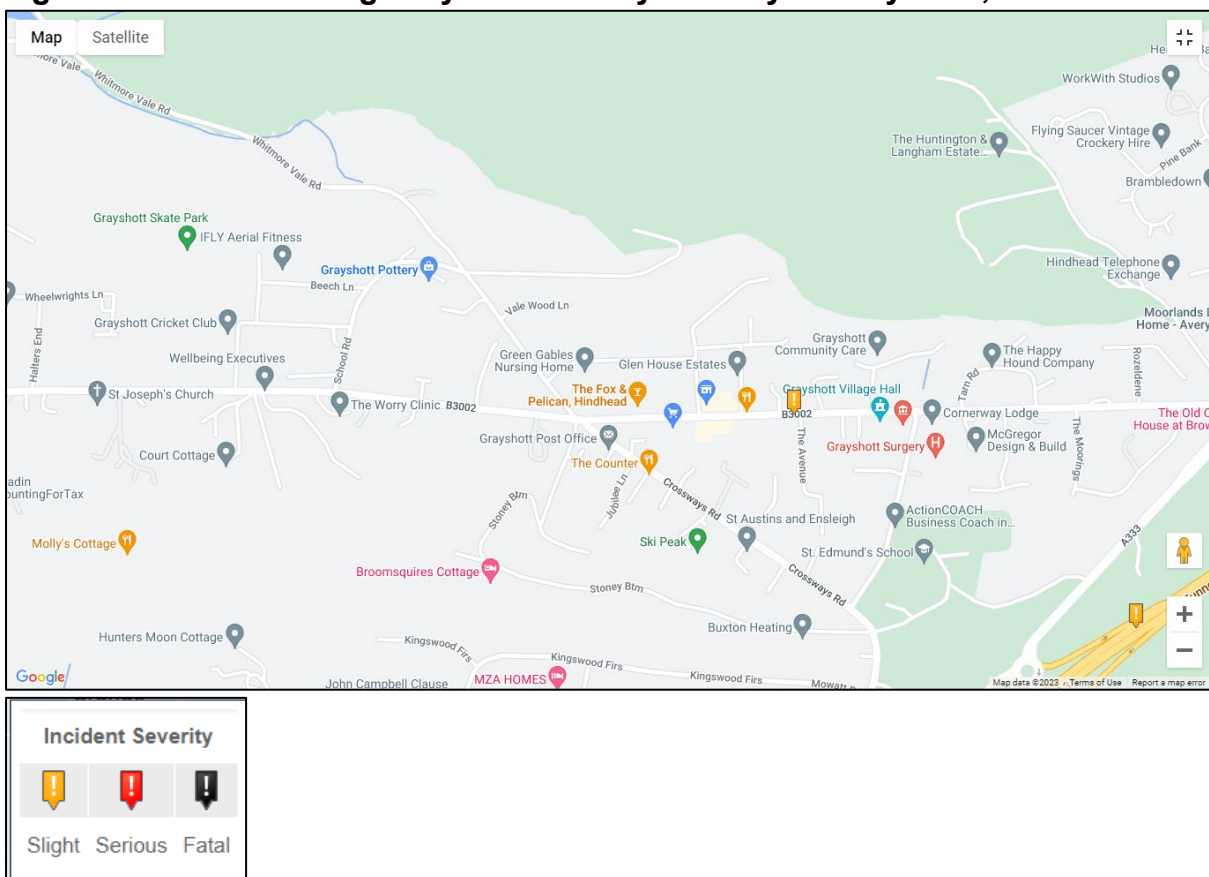 Map Satellite
Whitmore Vale Rd
Whitmore Vale Rd
WorkWith Studios
The Huntington &
Langham Estate...
Flying Saucer Vintage
Crockery Hire
Pine Bank
Brambledown
Grayshott Skate Park
IFLY Aerial Fitness
Grayshott Pottery
Beech Ln
Hindhead Telephone
Exchange
Wheelwrights Ln
Halters End
Grayshott Cricket Club
School Rd
Vale Wood Ln
Moorlands
Home - Avery
Wellbeing Executives
Green Gables
Nursing Home
Glen House Estates
Grayshott
Community Care
The Happy
Hound Company
Rozeldene
St Joseph's Church
The Worry Clinic
B3002
The Fox &
Pelican, Hindhead
Grayshott Village Hall
B3002
Tarn Rd
Cornerway Lodge
The Old
House at
Grayshott Post Office
The Counter
The Avenue
Grayshott Surgery
McGregor
Design & Build
The Moorings
Court Cottage
Jubilee Ln
Crossways Rd
Stoney Btm
St Austins and Ensleigh
ActionCOACH
Business Coach in...
A333
Molly's Cottage
Ski Peak
St. Edmund's School
Broomsquires Cottage
Stoney Btm
Crossways Rd
Buxton Heating
Hunters Moon Cottage
Kingswood Firs
Kingswood Firs
Kingswood Firs
John Campbell Clause
MZA HOMES
Mowatt
Google
Map data ©2023 Terms of Use Report a map error
Incident Severity
Slight Serious Fatal